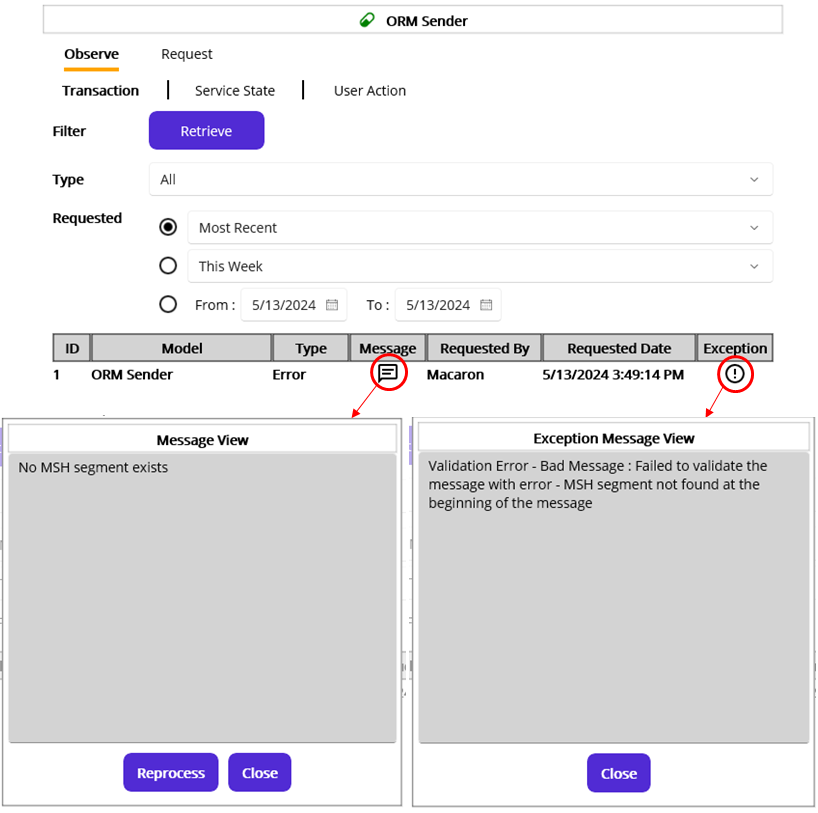 ORM Sender
Observe Request
Transaction Service State User Action
Filter Retrieve
Type All
Requested Most Recent
This Week
From : 5/13/2024 To : 5/13/2024
ID Model Type Message Requested By Requested Date Exception
1 ORM Sender Error Macaron 5/13/2024 3:49:14 PM
Message View
No MSH segment exists
Reprocess Close
Exception Message View
Validation Error - Bad Message : Failed to validate the
message with error - MSH segment not found at the
beginning of the message
Close